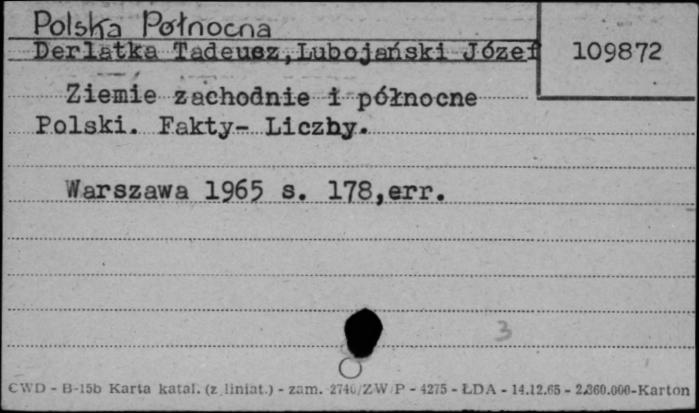 Polska Północna
Derlatka Tadeusz,Lubojański Józef
109872
Ziemie zachodnie i północne
Polski. Fakty- Liczby.
Warszawa 1965 s. 178,err.
3
CWD - B-15b Karta katal. (z liniat.) - zam. 2746/ZW/P - 4275 - ŁDA - 14.12.65 - 2.360.000-Karton